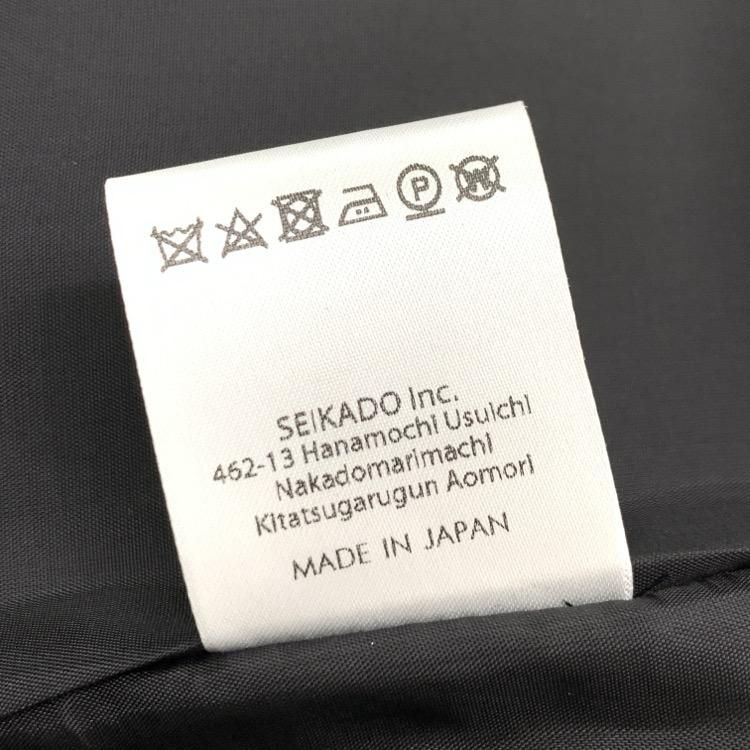 P W
SEIKADO Inc.
462-13 Hanamochi Usuichi
Nakadomarimachi
Kitatsugarugun Aomori
MADE IN JAPAN